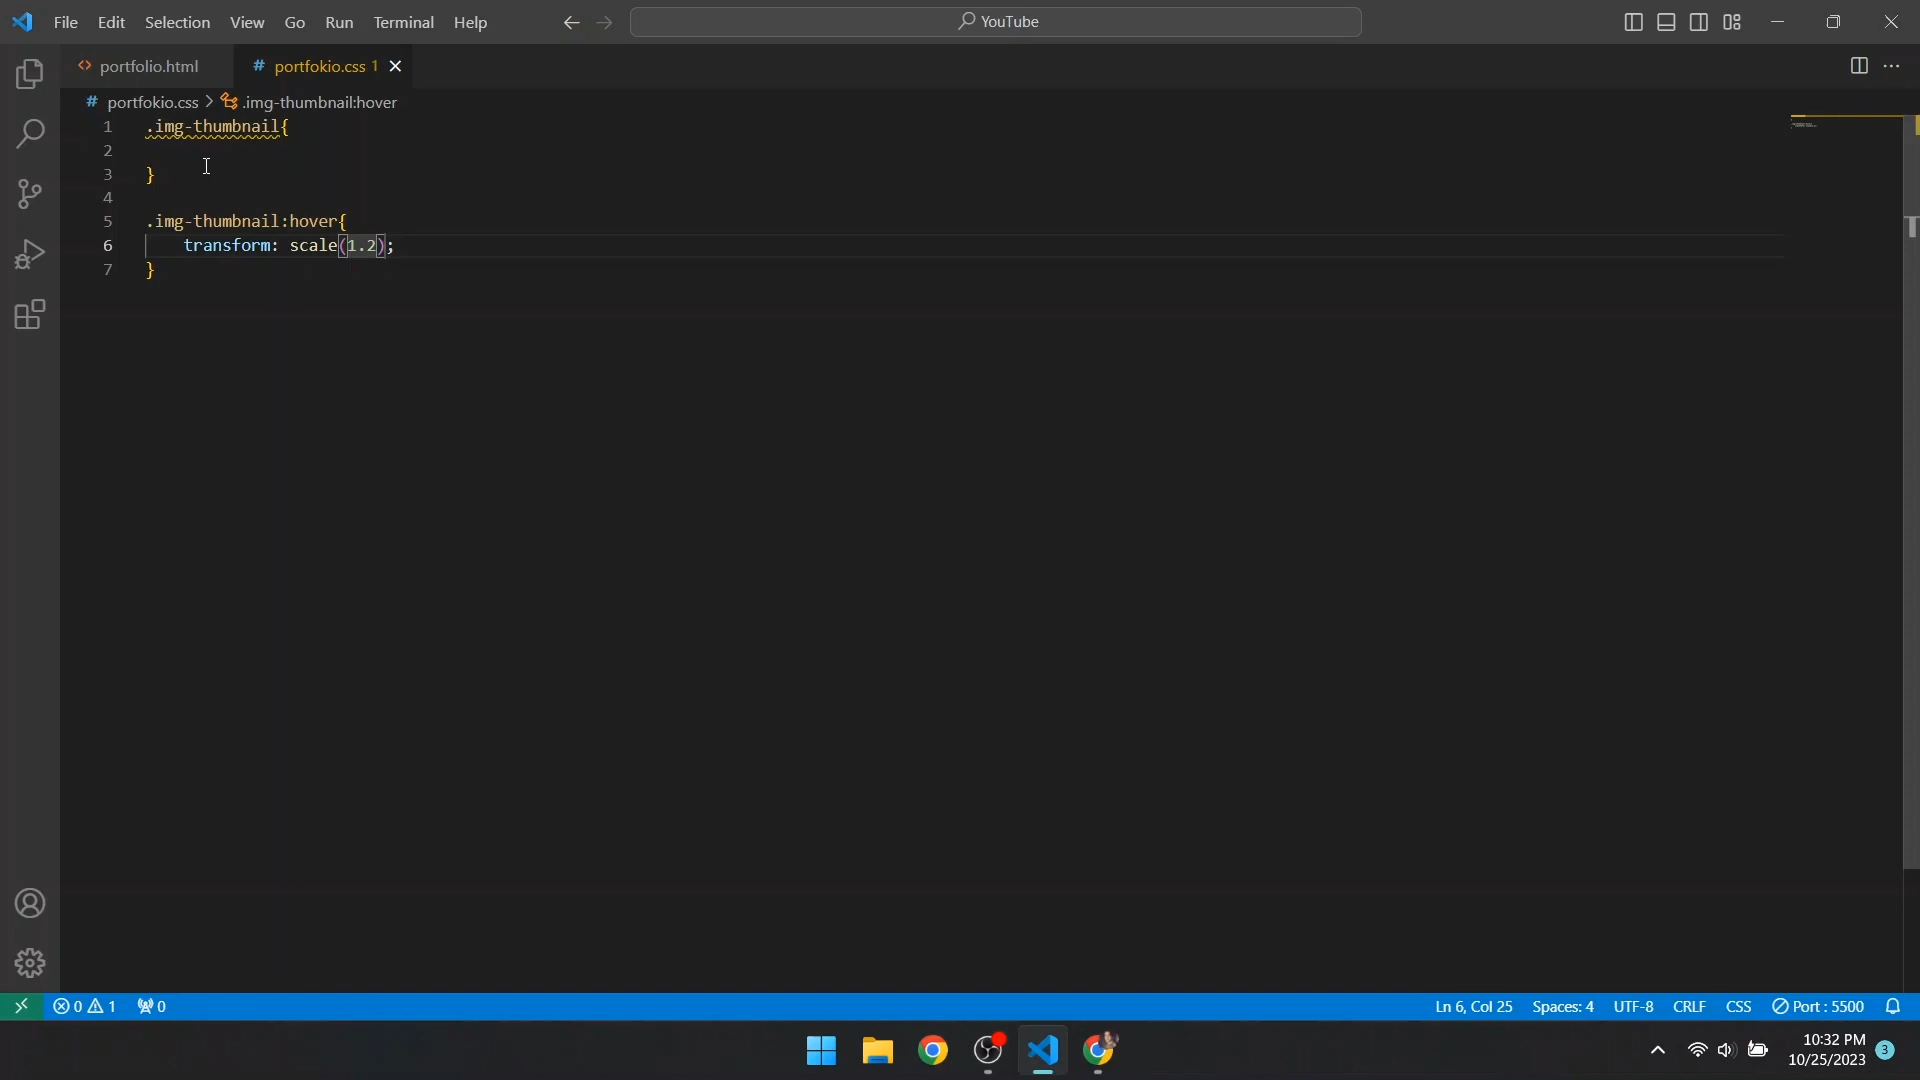 File Edit Selection View Go Run Terminal Help YouTube
portfolio.html # portfokio.css 1
# portfokio.css > .img-thumbnail:hover
1 .img-thumbnail{
2
3 }
4
5 .img-thumbnail:hover{
6 transform: scale(1.2);
7 }
0 1 0 Ln 6, Col 25 Spaces: 4 UTF-8 CRLF CSS Port : 5500
10:32 PM
10/25/2023 3